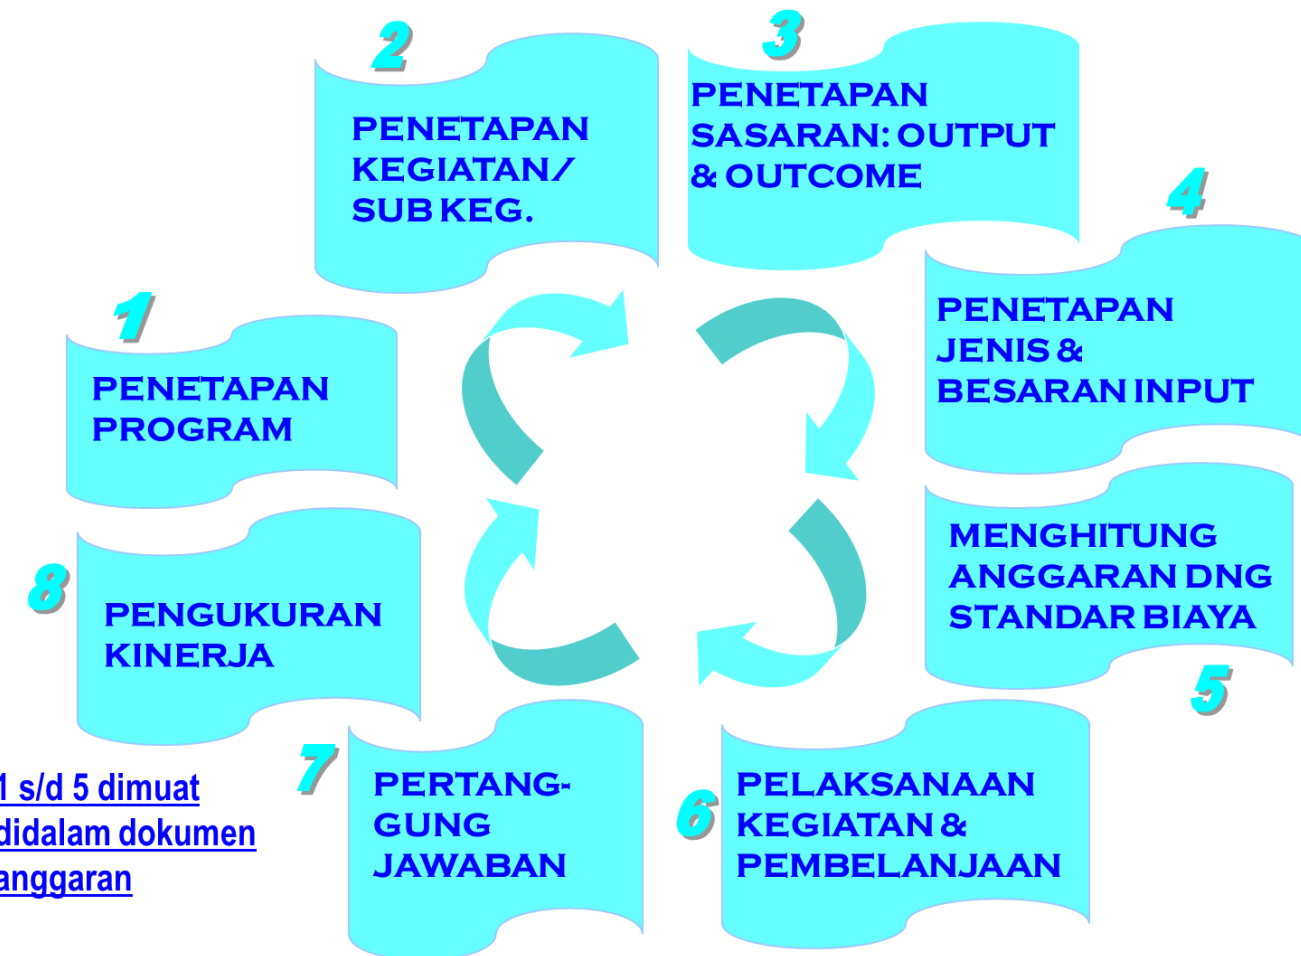 1
PENETAPAN
PROGRAM
2
PENETAPAN
KEGIATAN/
SUB KEG.
3
PENETAPAN
SASARAN: OUTPUT
& OUTCOME
4
PENETAPAN
JENIS &
BESARAN INPUT
MENGHITUNG
ANGGARAN DNG
STANDAR BIAYA
5
6
PELAKSANAAN
KEGIATAN &
PEMBELANJAAN
7
PERTANG-
GUNG
JAWABAN
8
PENGUKURAN
KINERJA
1 s/d 5 dimuat
didalam dokumen
anggaran